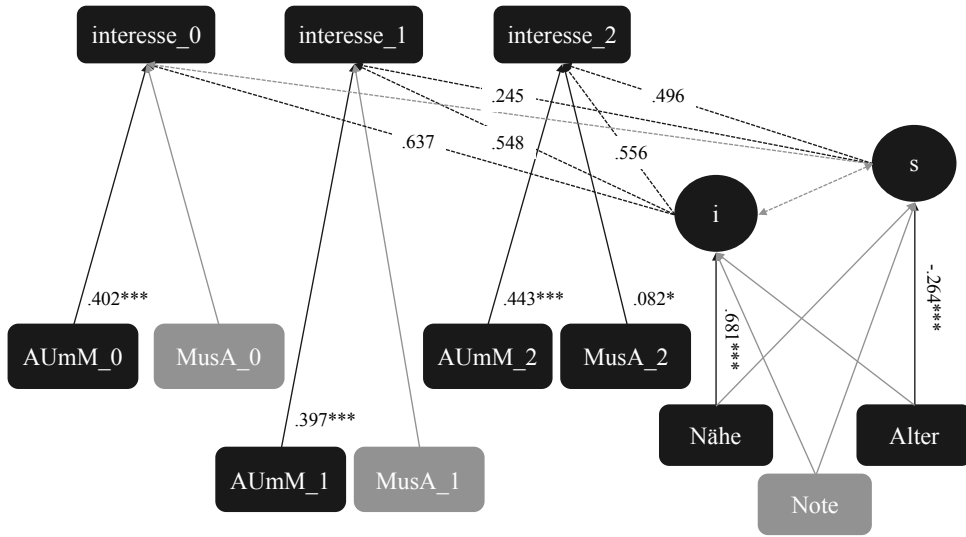 interesse_0
interesse_1
interesse_2
.245
.496
.637
.548
.556
s
i
.402***
.443***
.082*
.681***
-.264***
AUmM_0
MusA_0
AUmM_2
MusA_2
.397***
Nähe
Alter
AUmM_1
MusA_1
Note